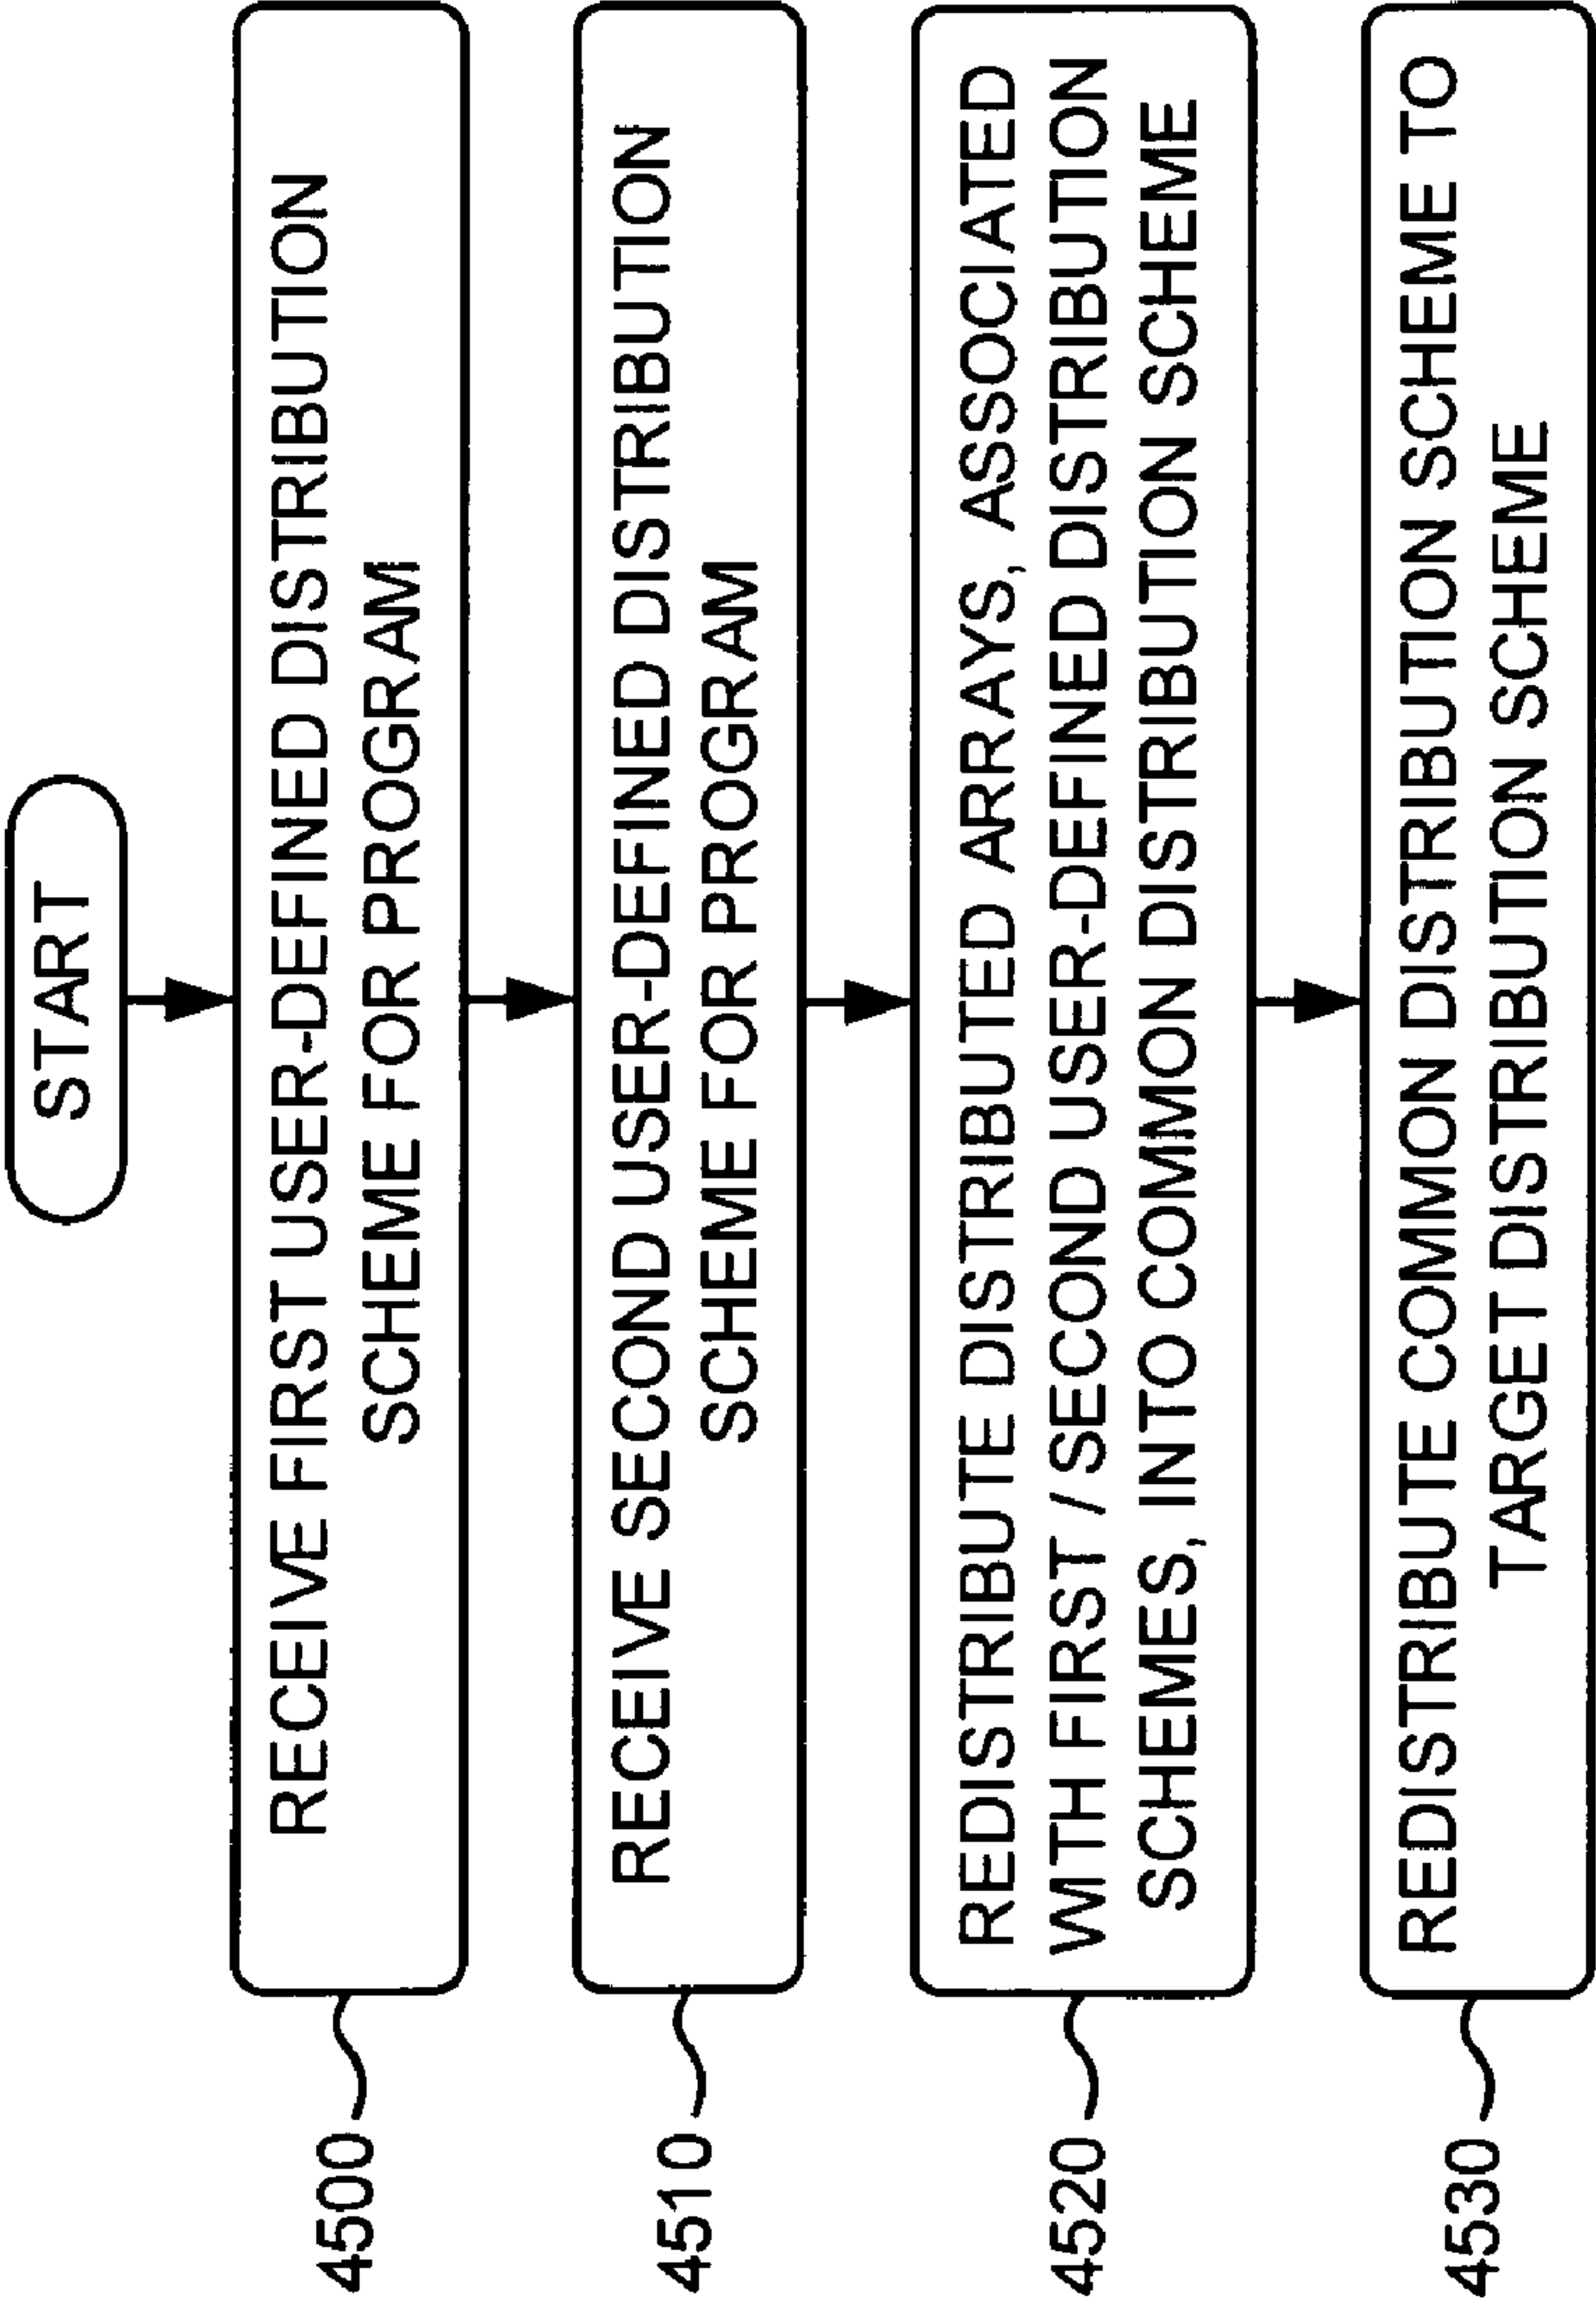 START
RECEIVE FIRST USER-DEFINED DISTRIBUTION
SCHEME FOR PROGRAM
4500
RECEIVE SECOND USER-DEFINED DISTRIBUTION
SCHEME FOR PROGRAM
4510
REDISTRIBUTE DISTRIBUTED ARRAYS, ASSOCIATED
WITH FIRST / SECOND USER-DEFINED DISTRIBUTION
SCHEMES, INTO COMMON DISTRIBUTION SCHEME
4520
REDISTRIBUTE COMMON DISTRIBUTION SCHEME TO
TARGET DISTRIBUTION SCHEME
4530